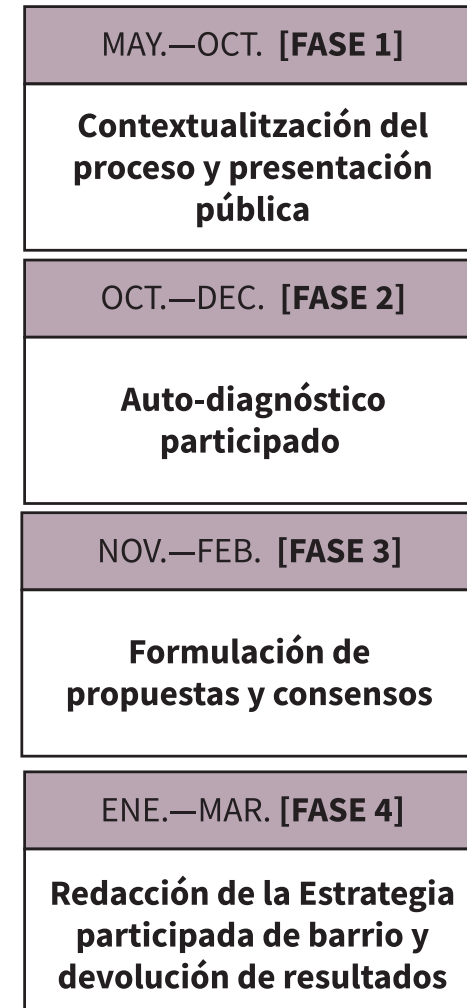 MAY.—OCT. [FASE 1]
Contextualitzación del
proceso y presentación
pública
OCT.—DEC. [FASE 2]
Auto-diagnóstico
participado
NOV.—FEB. [FASE 3]
Formulación de
propuestas y consensos
ENE.—MAR. [FASE 4]
Redacción de la Estrategia
participada de barrio y
devolución de resultados